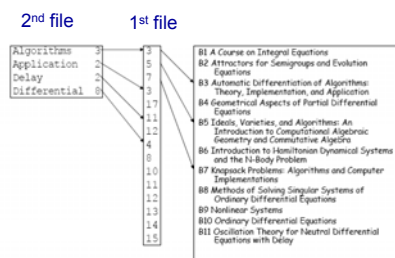 2nd file
1st file
Algorithms 3
Application 2
Delay 2
Differential 8
3
5
7
3
17
11
12
4
8
10
11
12
13
14
15
B1 A Course on Integral Equations
B2 Attractors for Semigroups and Evolution
Equations
B3 Automatic Differentiation of Algorithms:
Theory, Implementation, and Application
B4 Geometrical Aspects of Partial Differential
Equations
B5 Ideals, Varieties, and Algorithms: An
Introduction to Computational Algebraic
Geometry and Commutative Algebra
B6 Introduction to Hamiltonian Dynamical Systems
and the N-Body Problem
B7 Knapsack Problems: Algorithms and Computer
Implementations
B8 Methods of Solving Singular Systems of
Ordinary Differential Equations
B9 Nonlinear Systems
B10 Ordinary Differential Equations
B11 Oscillation Theory for Neutral Differential
Equations with Delay